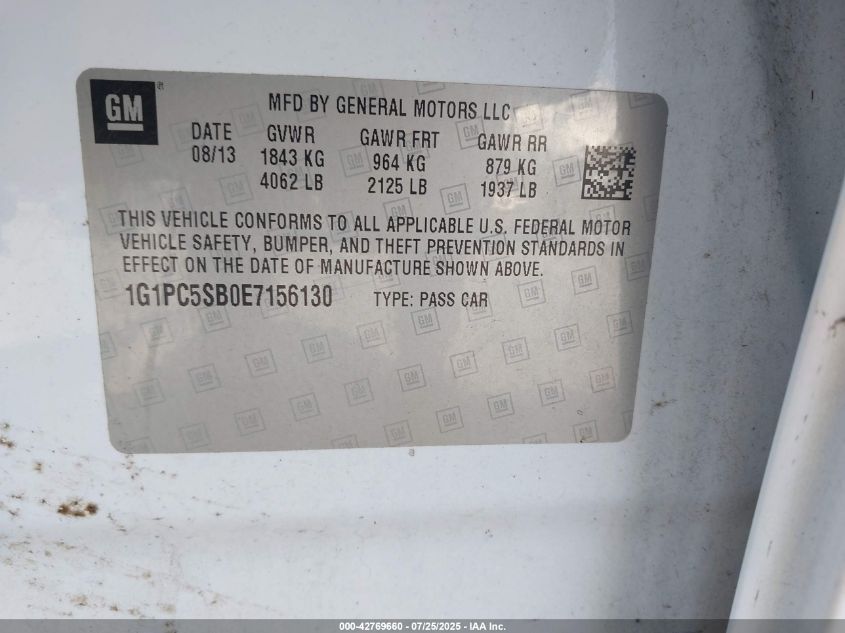 GM
MFD BY GENERAL MOTORS LLC
DATE GVWR GAWR FRT GAWR RR
08/13 1843 KG 964 KG 879 KG
4062 LB 2125 LB 1937 LB
THIS VEHICLE CONFORMS TO ALL APPLICABLE U.S. FEDERAL MOTOR
VEHICLE SAFETY, BUMPER, AND THEFT PREVENTION STANDARDS IN
EFFECT ON THE DATE OF MANUFACTURE SHOWN ABOVE.
1G1PC5SB0E7156130 TYPE: PASS CAR
000-42769660 - 07/25/2025 - IAA Inc.